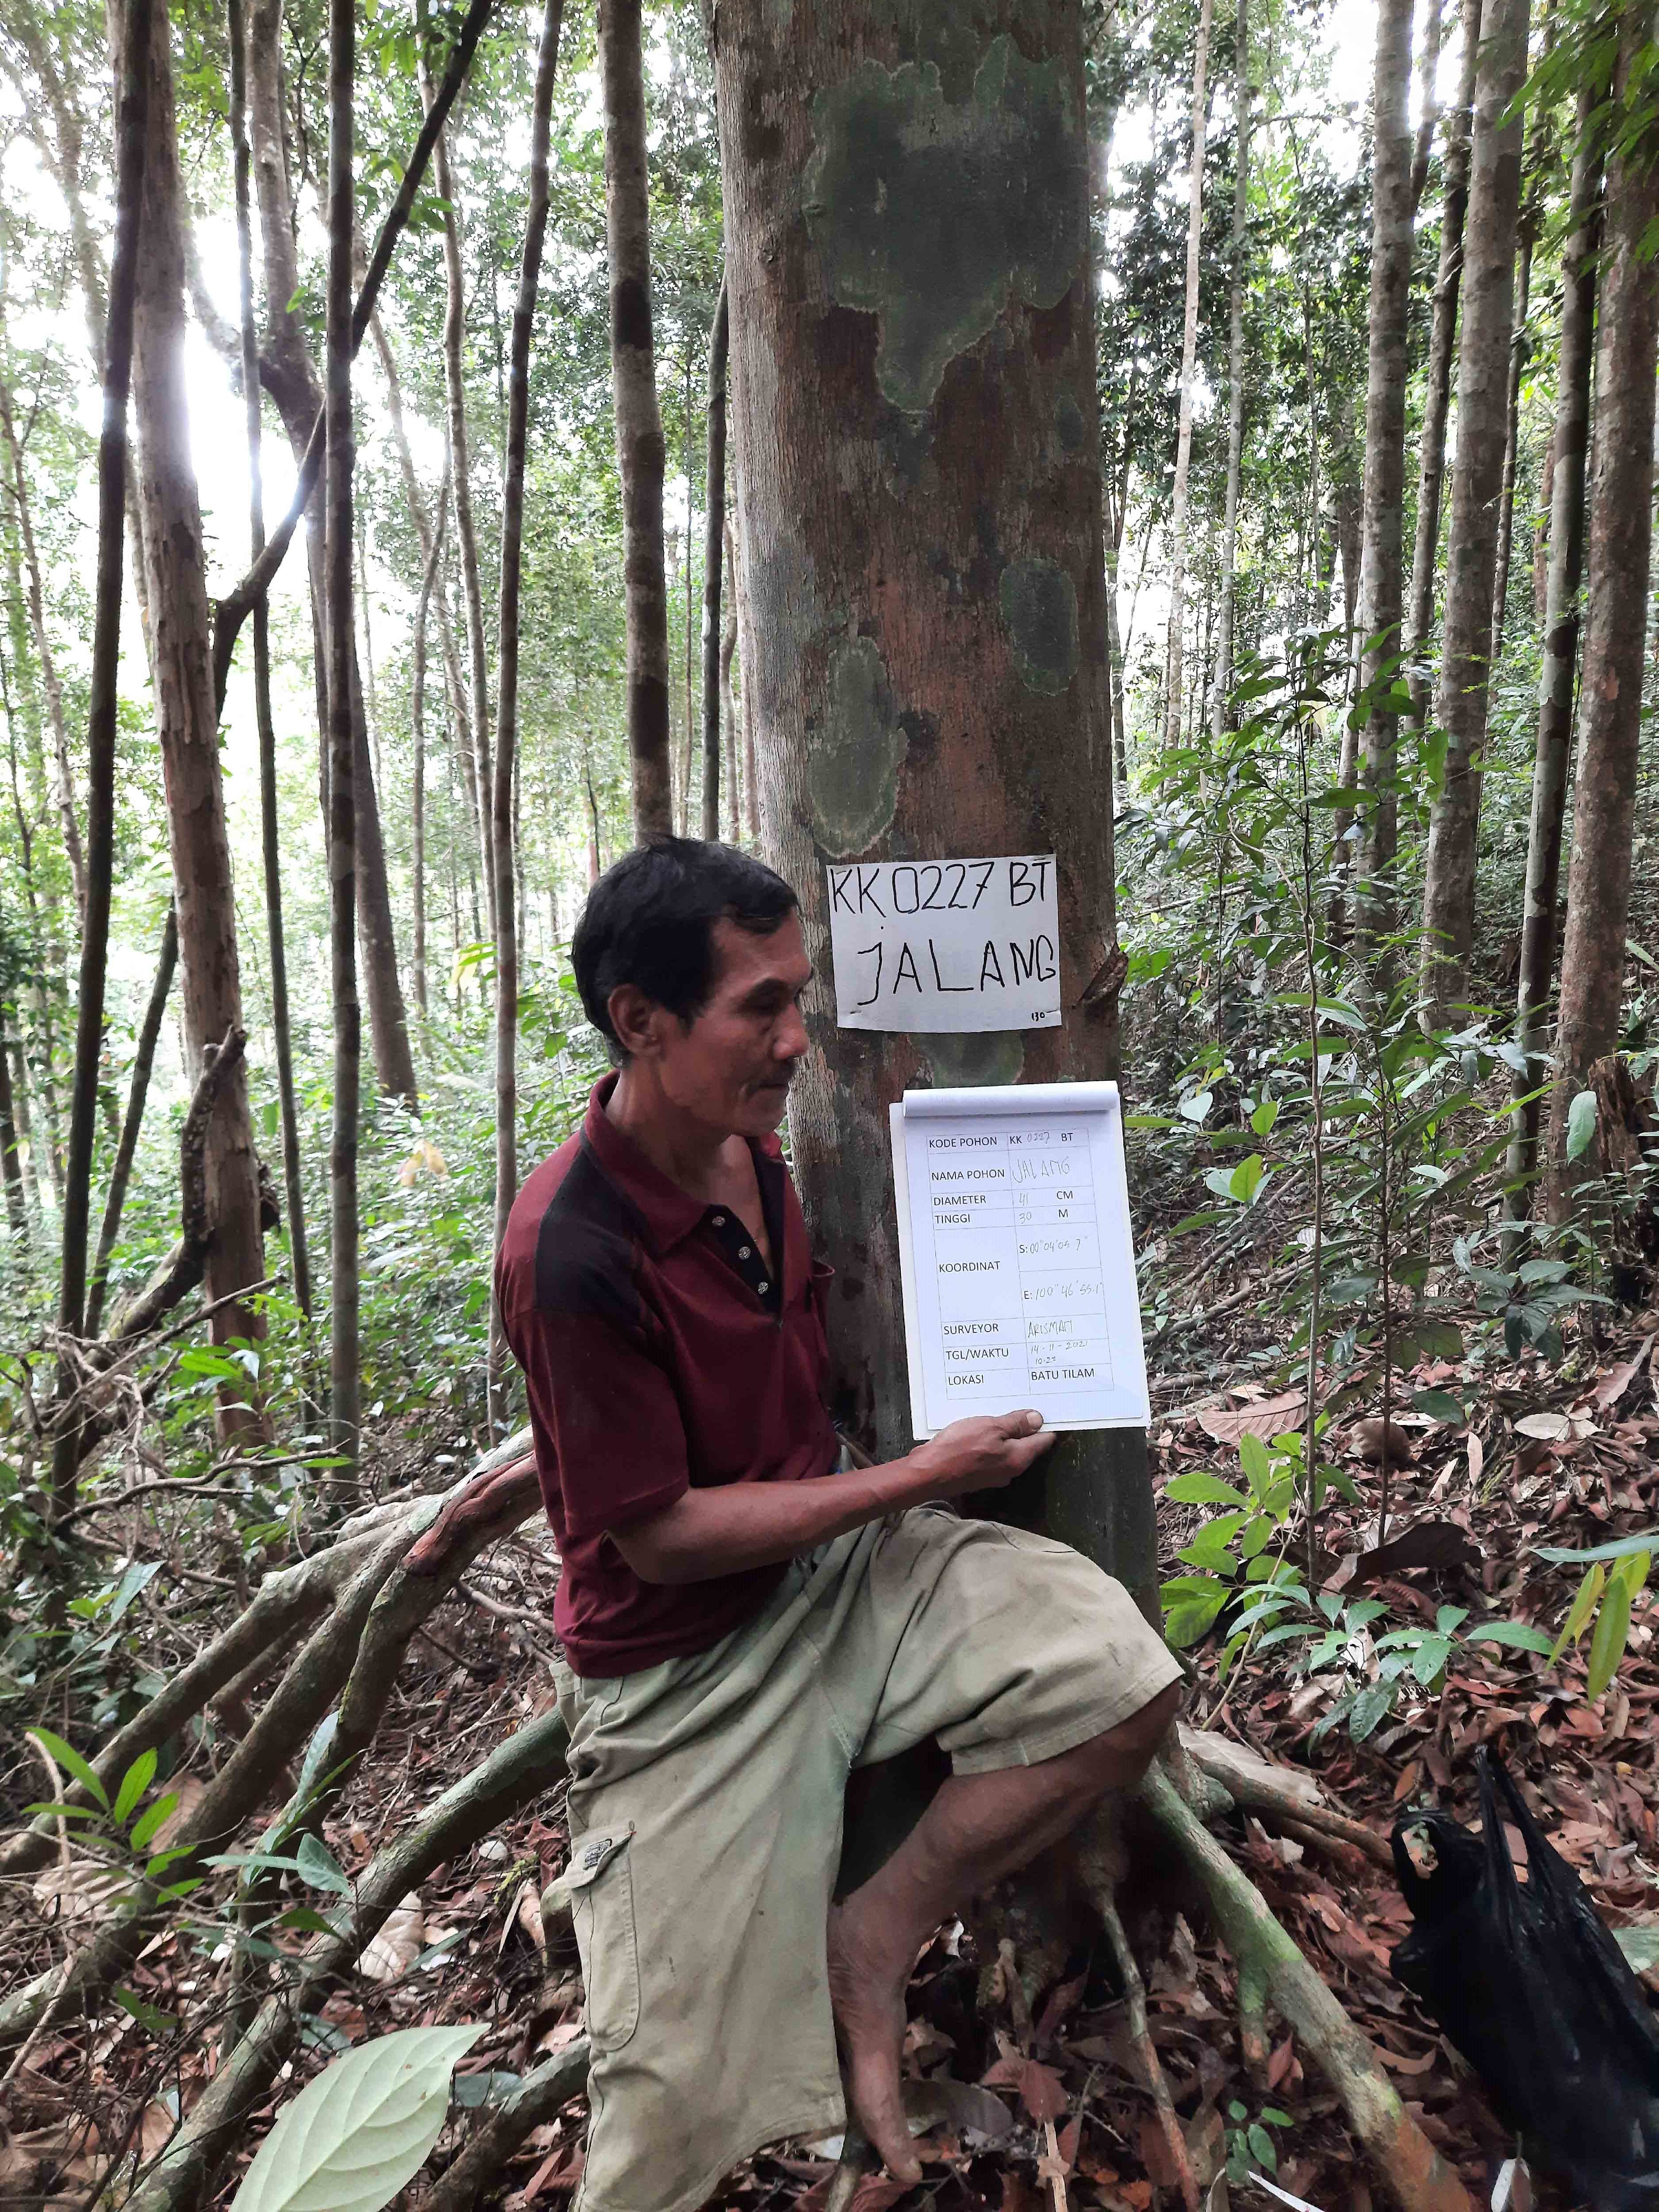 KK 0227 BT
JALANG
130
KODE POHON KK 0227 BT
NAMA POHON JALANG
DIAMETER 41 CM
TINGGI 30 M
KOORDINAT
S: 00°04'05.7"
E: 100°46'55.1"
SURVEYOR ARISMAN
TGL/WAKTU 14-11-2021
10-25
LOKASI BATU TILAM